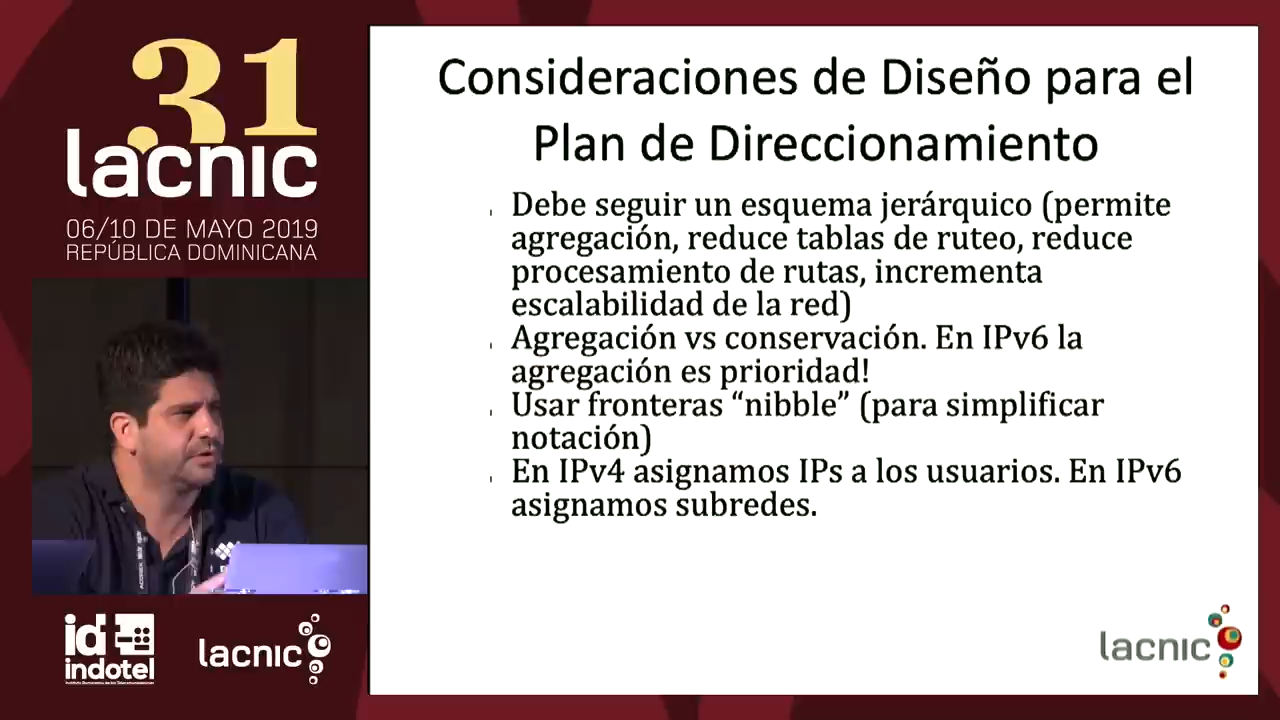 31
lacnic
06/10 DE MAYO 2019
REPÚBLICA DOMINICANA
Consideraciones de Diseño para el
Plan de Direccionamiento
Debe seguir un esquema jerárquico (permite
agregación, reduce tablas de ruteo, reduce
procesamiento de rutas, incrementa
escalabilidad de la red)
Agregación vs conservación. En IPv6 la
agregación es prioridad!
Usar fronteras “nibble” (para simplificar
notación)
En IPv4 asignamos IPs a los usuarios. En IPv6
asignamos subredes.
id
indotel
lacnic
lacnic